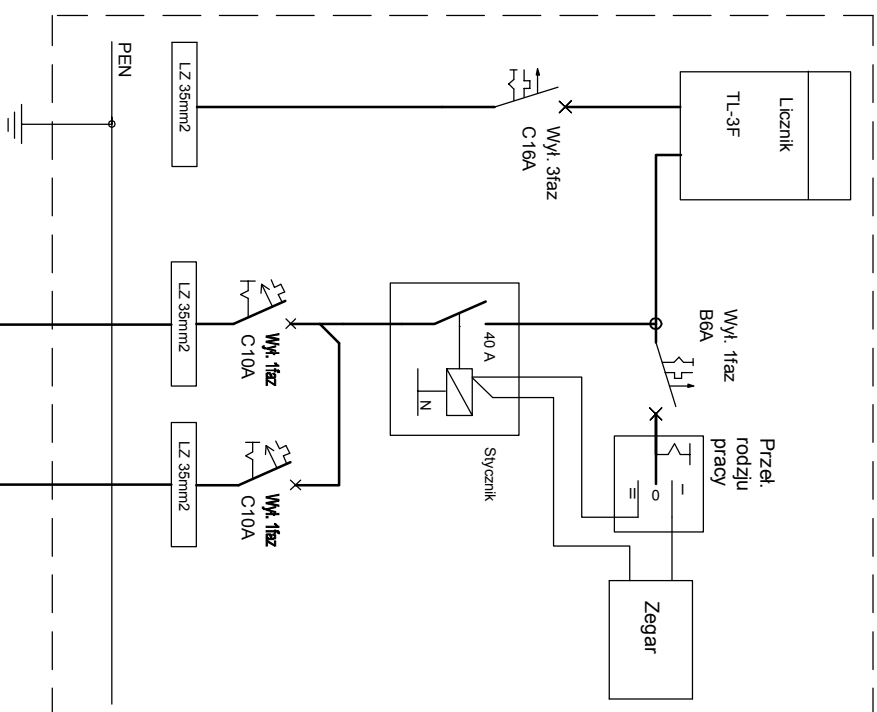 PEN
LZ 35mm2
Wył. 3faz
C16A
Licznik
TL-3F
LZ 35mm2
Wył. 1faz
C10A
40 A
N
Stycznik
Wył. 1faz
B6A
Przeł.
rodzju
pracy
I
0
II
LZ 35mm2
Wył. 1faz
C10A
Zegar